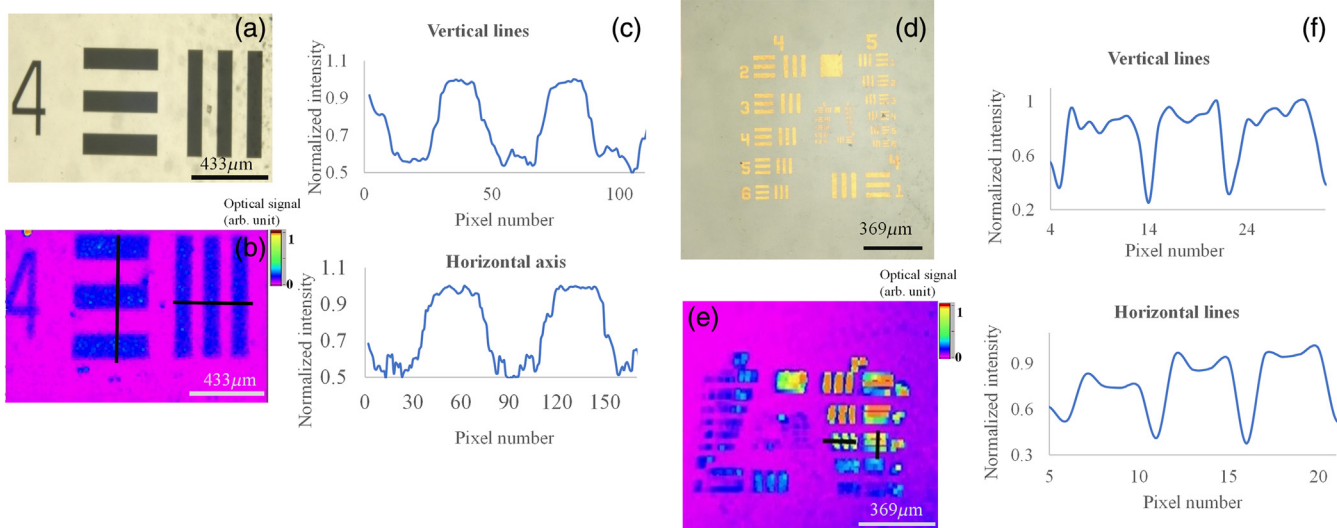 (a)
4
433μm
Optical signal
(arb. unit)
1
0
(b)
4
433μm
(c)
Vertical lines
Normalized intensity
1.1
0.9
0.7
0.5
0
50
100
Pixel number
Horizontal axis
Normalized intensity
1.1
0.9
0.7
0.5
0
30
60
90
120
150
Pixel number
(d)
4
5
2
3
4
5
6
1
369μm
Optical signal
(arb. unit)
1
0
(e)
369μm
(f)
Vertical lines
Normalized intensity
1
0.6
0.2
4
14
24
Pixel number
Horizontal lines
Normalized intensity
0.9
0.6
0.3
5
10
15
20
Pixel number